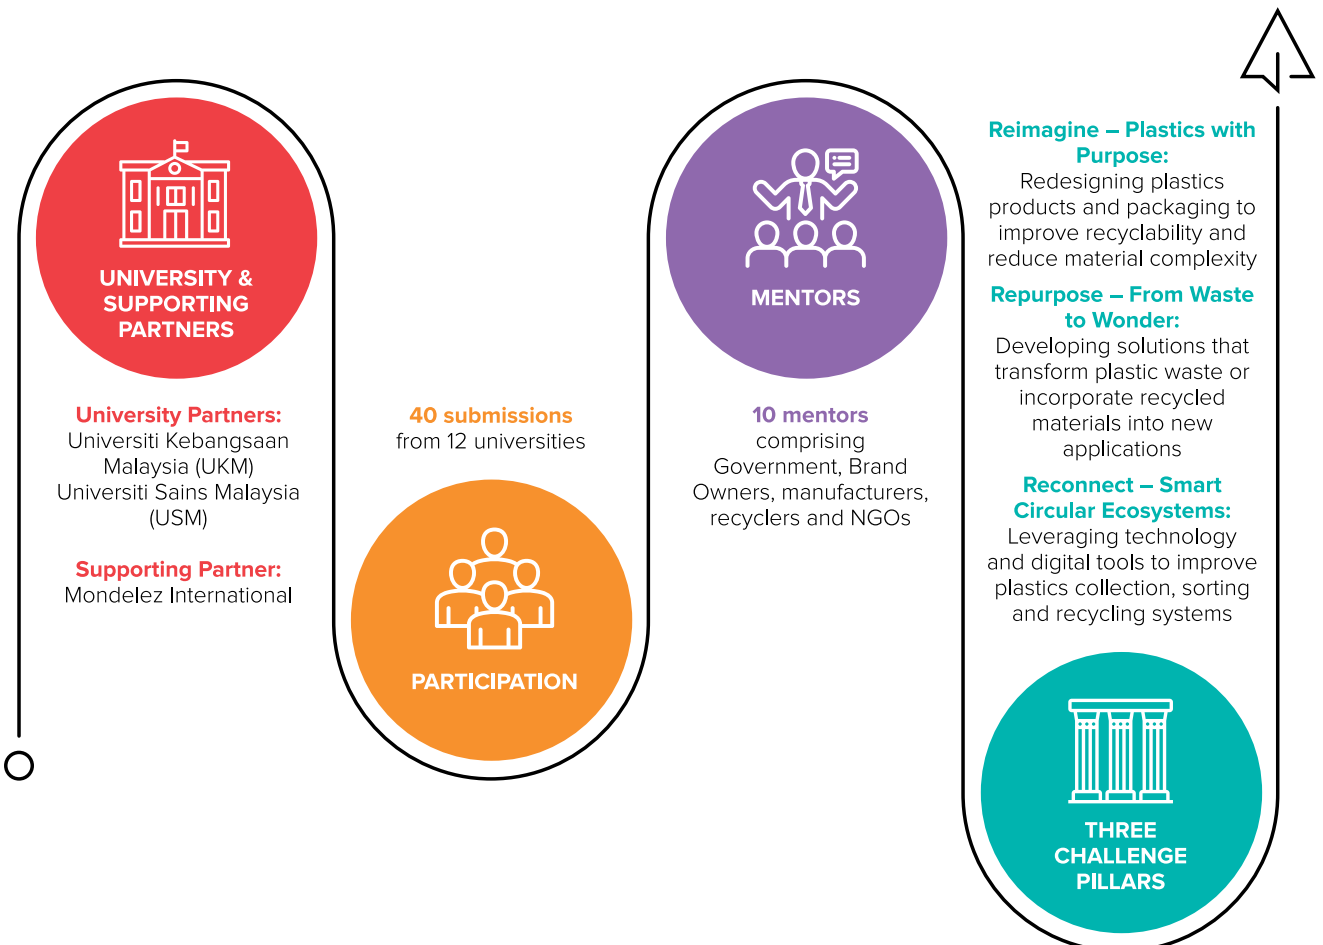 UNIVERSITY &
SUPPORTING
PARTNERS
University Partners:
Universiti Kebangsaan
Malaysia (UKM)
Universiti Sains Malaysia
(USM)
Supporting Partner:
Mondelez International
40 submissions
from 12 universities
PARTICIPATION
MENTORS
10 mentors
comprising
Government, Brand
Owners, manufacturers,
recyclers and NGOs
Reimagine – Plastics with
Purpose:
Redesigning plastics
products and packaging to
improve recyclability and
reduce material complexity
Repurpose – From Waste
to Wonder:
Developing solutions that
transform plastic waste or
incorporate recycled
materials into new
applications
Reconnect – Smart
Circular Ecosystems:
Leveraging technology
and digital tools to improve
plastics collection, sorting
and recycling systems
THREE
CHALLENGE
PILLARS